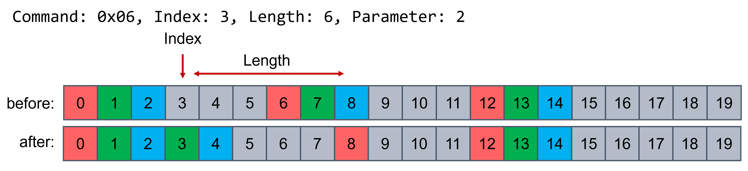 Command: 0x06, Index: 3, Length: 6, Parameter: 2
Index
Length
before: 0 1 2 3 4 5 6 7 8 9 10 11 12 13 14 15 16 17 18 19
after: 0 1 2 3 4 5 6 7 8 9 10 11 12 13 14 15 16 17 18 19